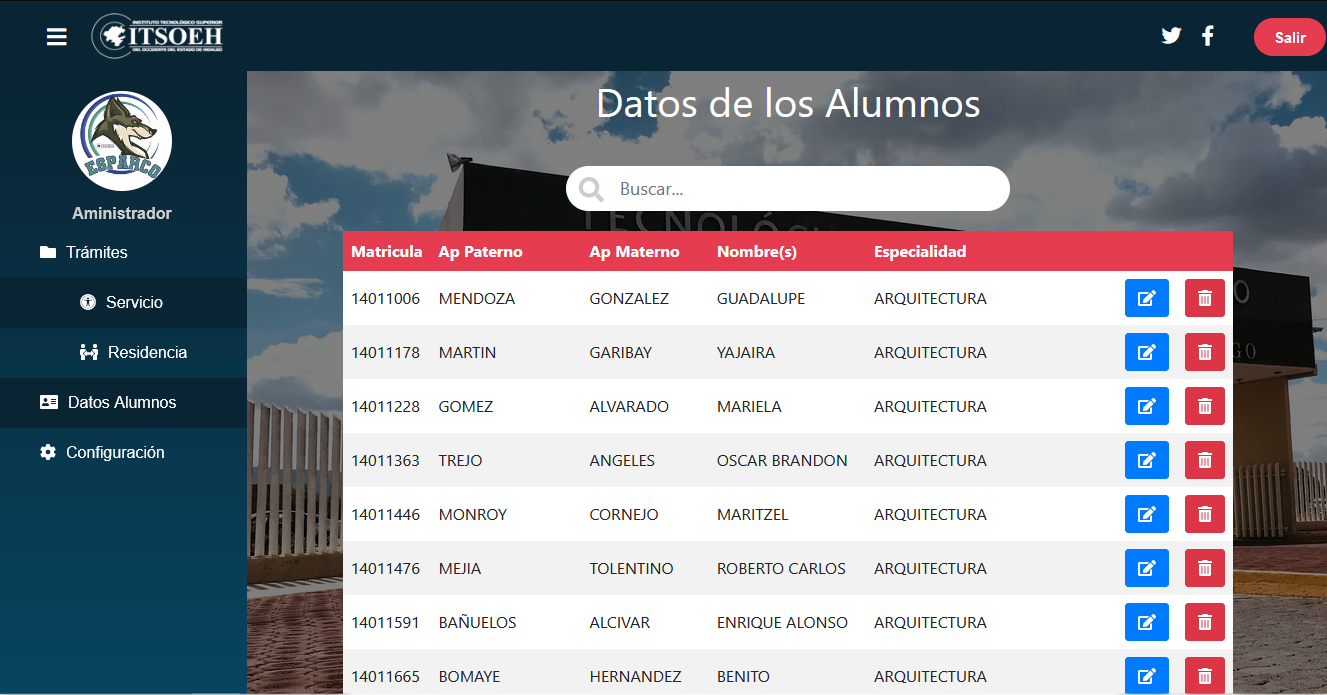 INSTITUTO TECNOLÓGICO SUPERIOR
ITSOEH
DEL OCCIDENTE DEL ESTADO DE HIDALGO
Salir
ESPARCO
Aministrador
Trámites
Servicio
Residencia
Datos Alumnos
Configuración
Datos de los Alumnos
Buscar...
TECNOLÓGI
Matricula Ap Paterno Ap Materno Nombre(s) Especialidad
14011006 MENDOZA GONZALEZ GUADALUPE ARQUITECTURA
14011178 MARTIN GARIBAY YAJAIRA ARQUITECTURA
14011228 GOMEZ ALVARADO MARIELA ARQUITECTURA
14011363 TREJO ANGELES OSCAR BRANDON ARQUITECTURA
14011446 MONROY CORNEJO MARITZEL ARQUITECTURA
14011476 MEJIA TOLENTINO ROBERTO CARLOS ARQUITECTURA
14011591 BAÑUELOS ALCIVAR ENRIQUE ALONSO ARQUITECTURA
14011665 BOMAYE HERNANDEZ BENITO ARQUITECTURA